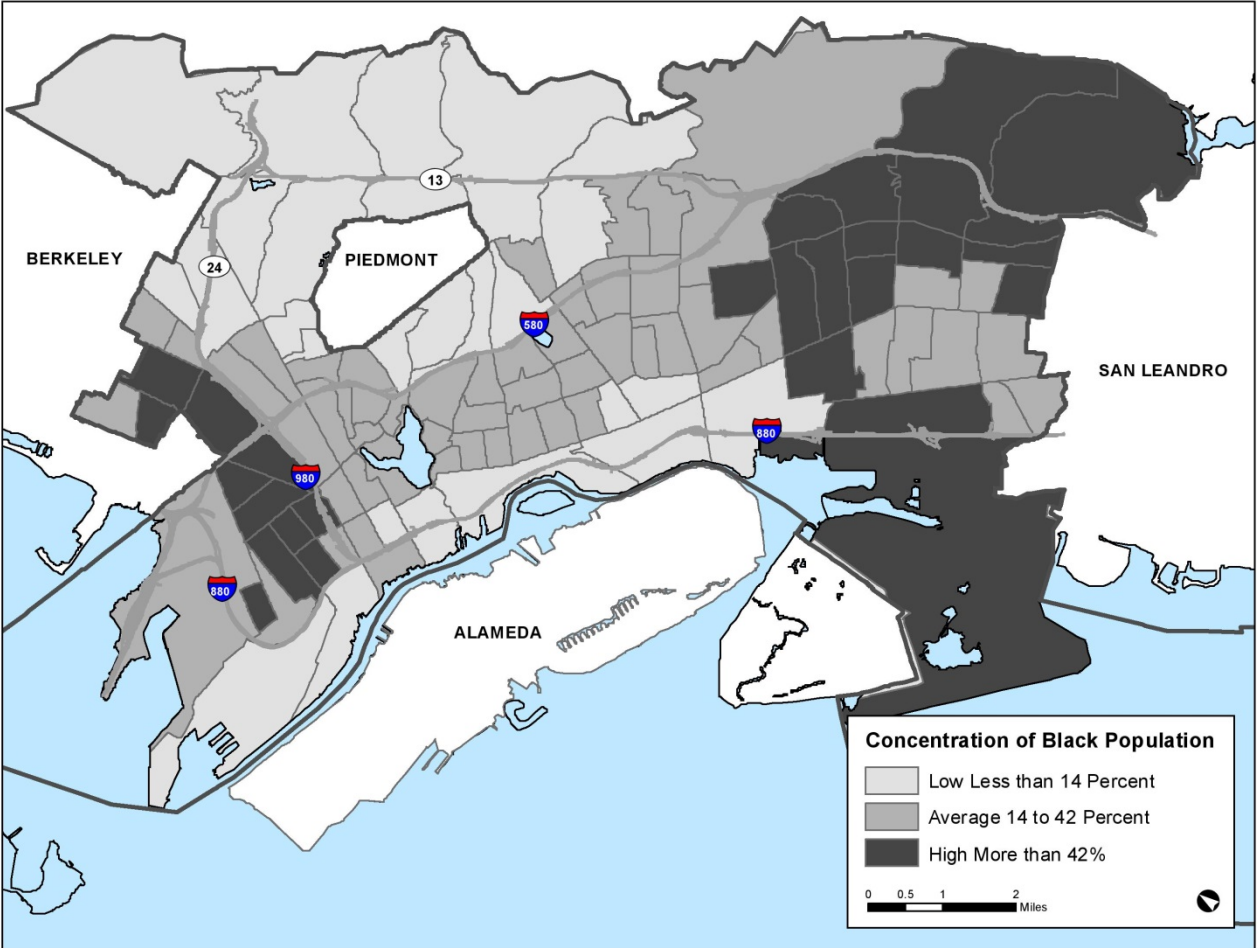 13
BERKELEY
PIEDMONT
24
580
SAN LEANDRO
880
980
880
ALAMEDA
Concentration of Black Population
Low Less than 14 Percent
Average 14 to 42 Percent
High More than 42%
0 0.5 1 2
Miles